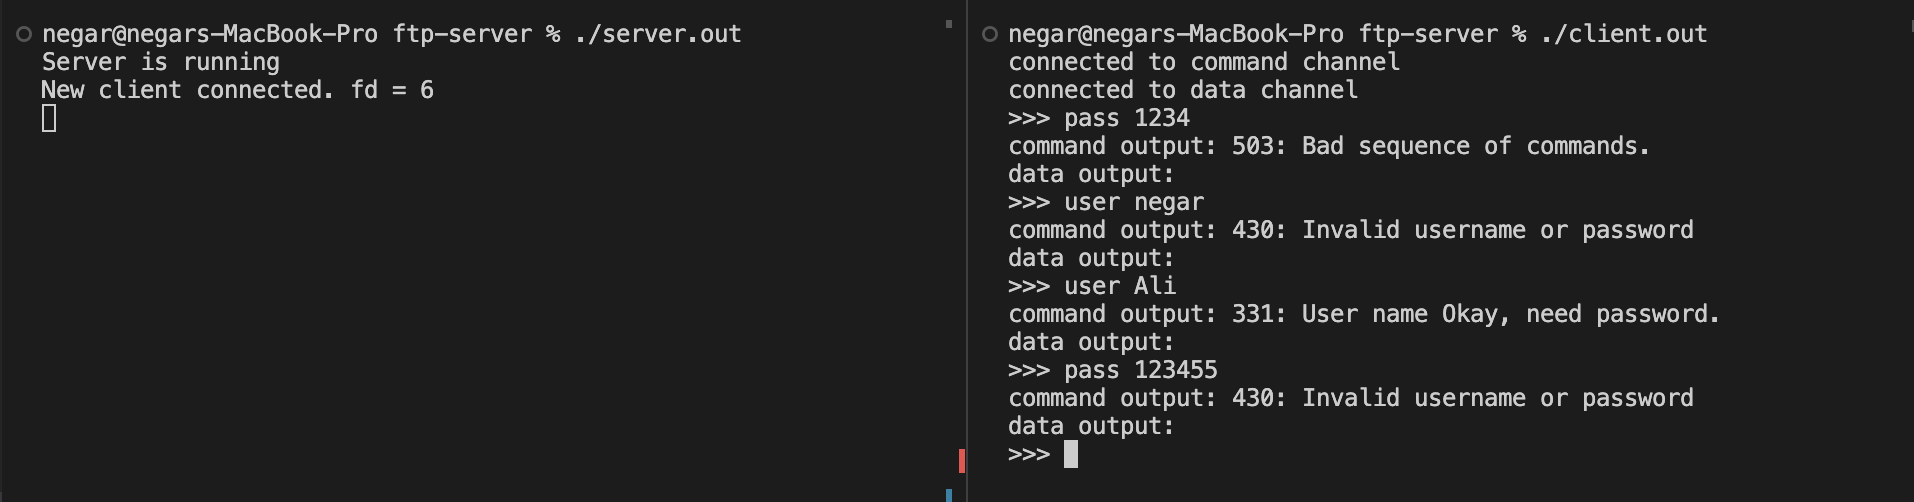 negar@negars-MacBook-Pro ftp-server % ./server.out
Server is running
New client connected. fd = 6
negar@negars-MacBook-Pro ftp-server % ./client.out
connected to command channel
connected to data channel
>>> pass 1234
command output: 503: Bad sequence of commands.
data output:
>>> user negar
command output: 430: Invalid username or password
data output:
>>> user Ali
command output: 331: User name Okay, need password.
data output:
>>> pass 123455
command output: 430: Invalid username or password
data output:
>>>